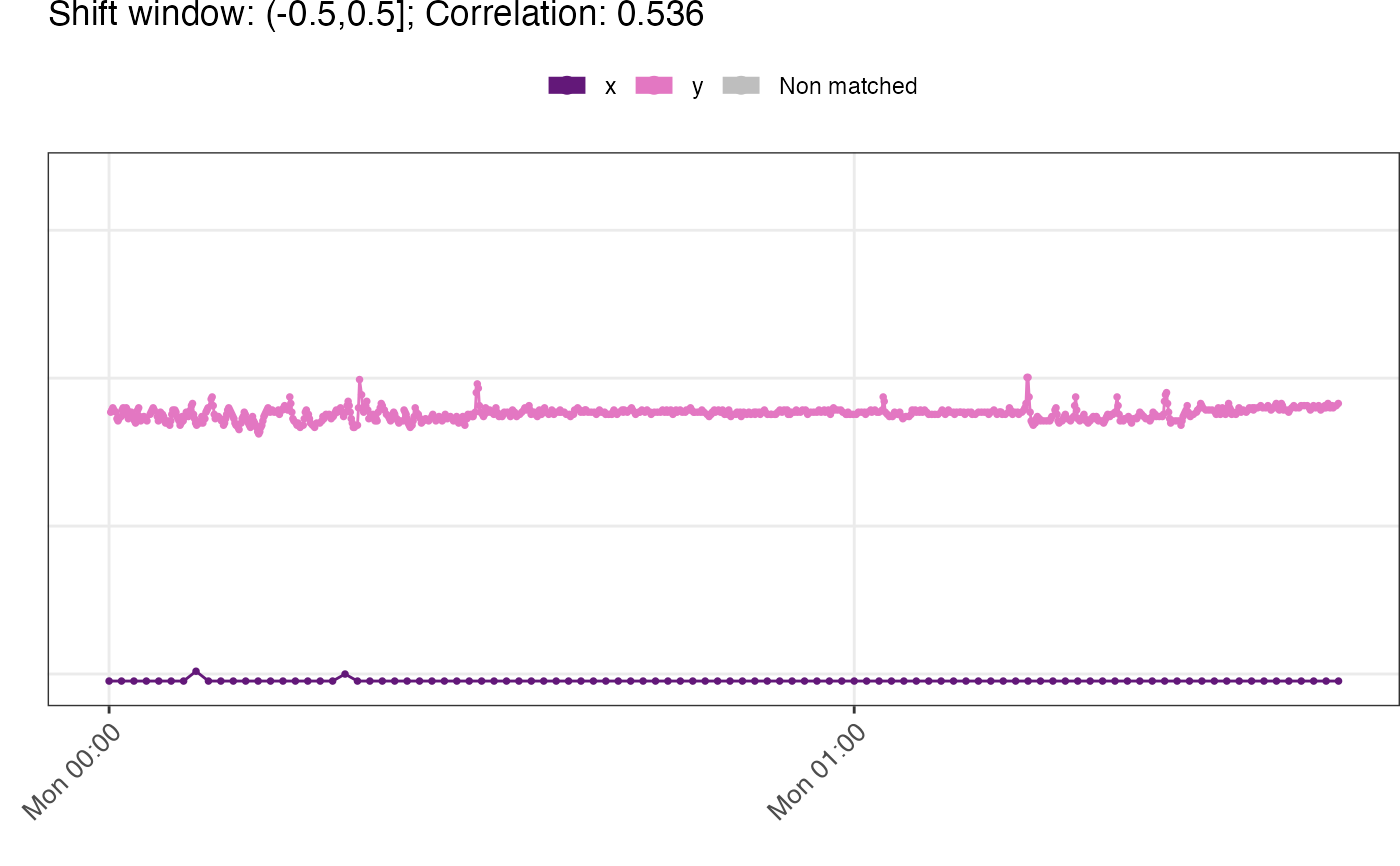 Shift window: (-0.5,0.5]; Correlation: 0.536
x y Non matched
Mon 00:00 Mon 01:00